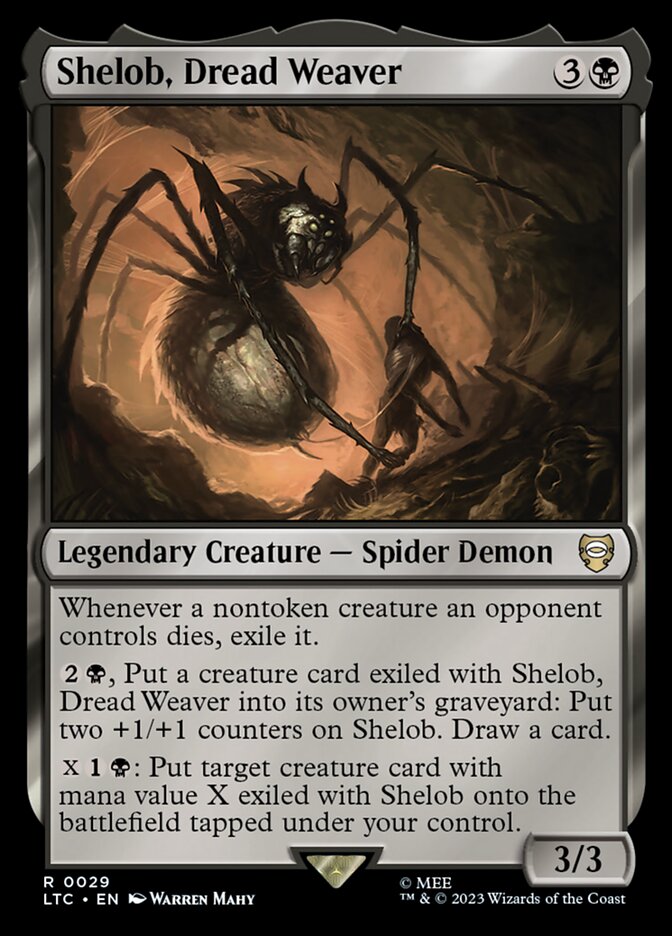 Shelob, Dread Weaver 3
Legendary Creature — Spider Demon
Whenever a nontoken creature an opponent
controls dies, exile it.
2 , Put a creature card exiled with Shelob,
Dread Weaver into its owner's graveyard: Put
two +1/+1 counters on Shelob. Draw a card.
X 1 : Put target creature card with
mana value X exiled with Shelob onto the
battlefield tapped under your control.
3/3
R 0029
LTC • EN Warren Mahy
© MEE
™ & © 2023 Wizards of the Coast